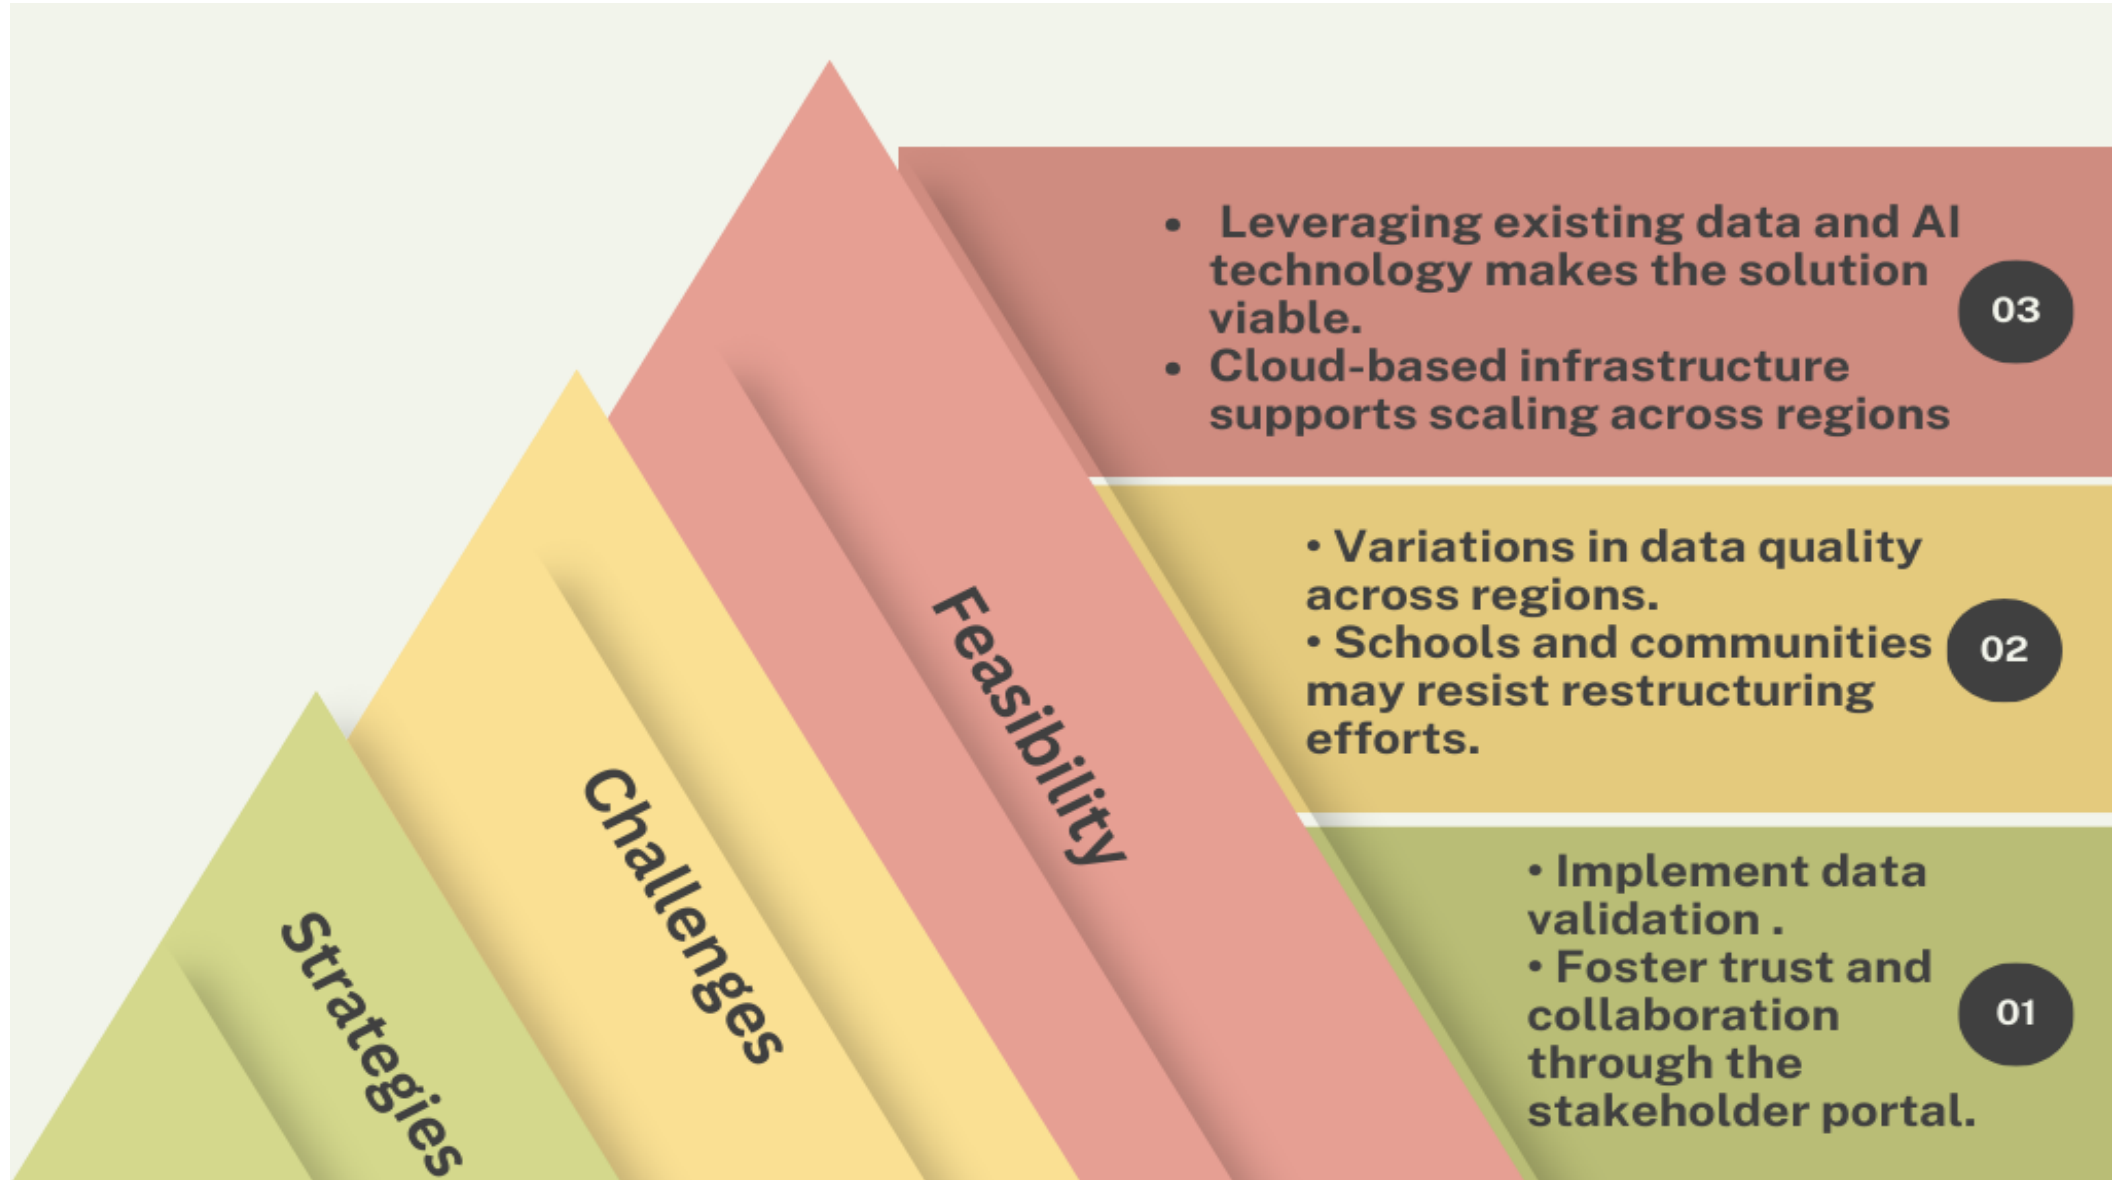 • Leveraging existing data and AI
technology makes the solution
viable.
• Cloud-based infrastructure
supports scaling across regions
03
• Variations in data quality
across regions.
• Schools and communities
may resist restructuring
efforts.
02
• Implement data
validation .
• Foster trust and
collaboration
through the
stakeholder portal.
01
Feasibility
Challenges
Strategies